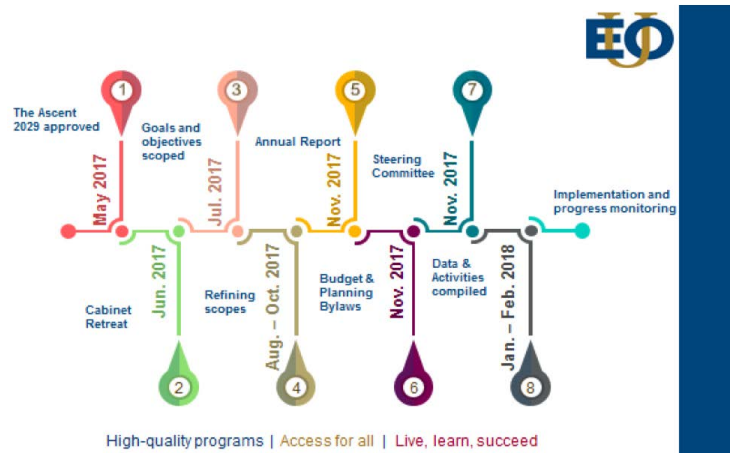 EOU
1
3
5
7
The Ascent
2029 approved
Goals and
objectives
scoped
Annual Report
Steering
Committee
May 2017
Jul. 2017
Nov. 2017
Nov. 2017
Implementation and
progress monitoring
Jun. 2017
Aug. – Oct. 2017
Nov. 2017
Jan. – Feb. 2018
Cabinet
Retreat
Refining
scopes
Budget &
Planning
Bylaws
Data &
Activities
compiled
2
4
6
8
High-quality programs | Access for all | Live, learn, succeed